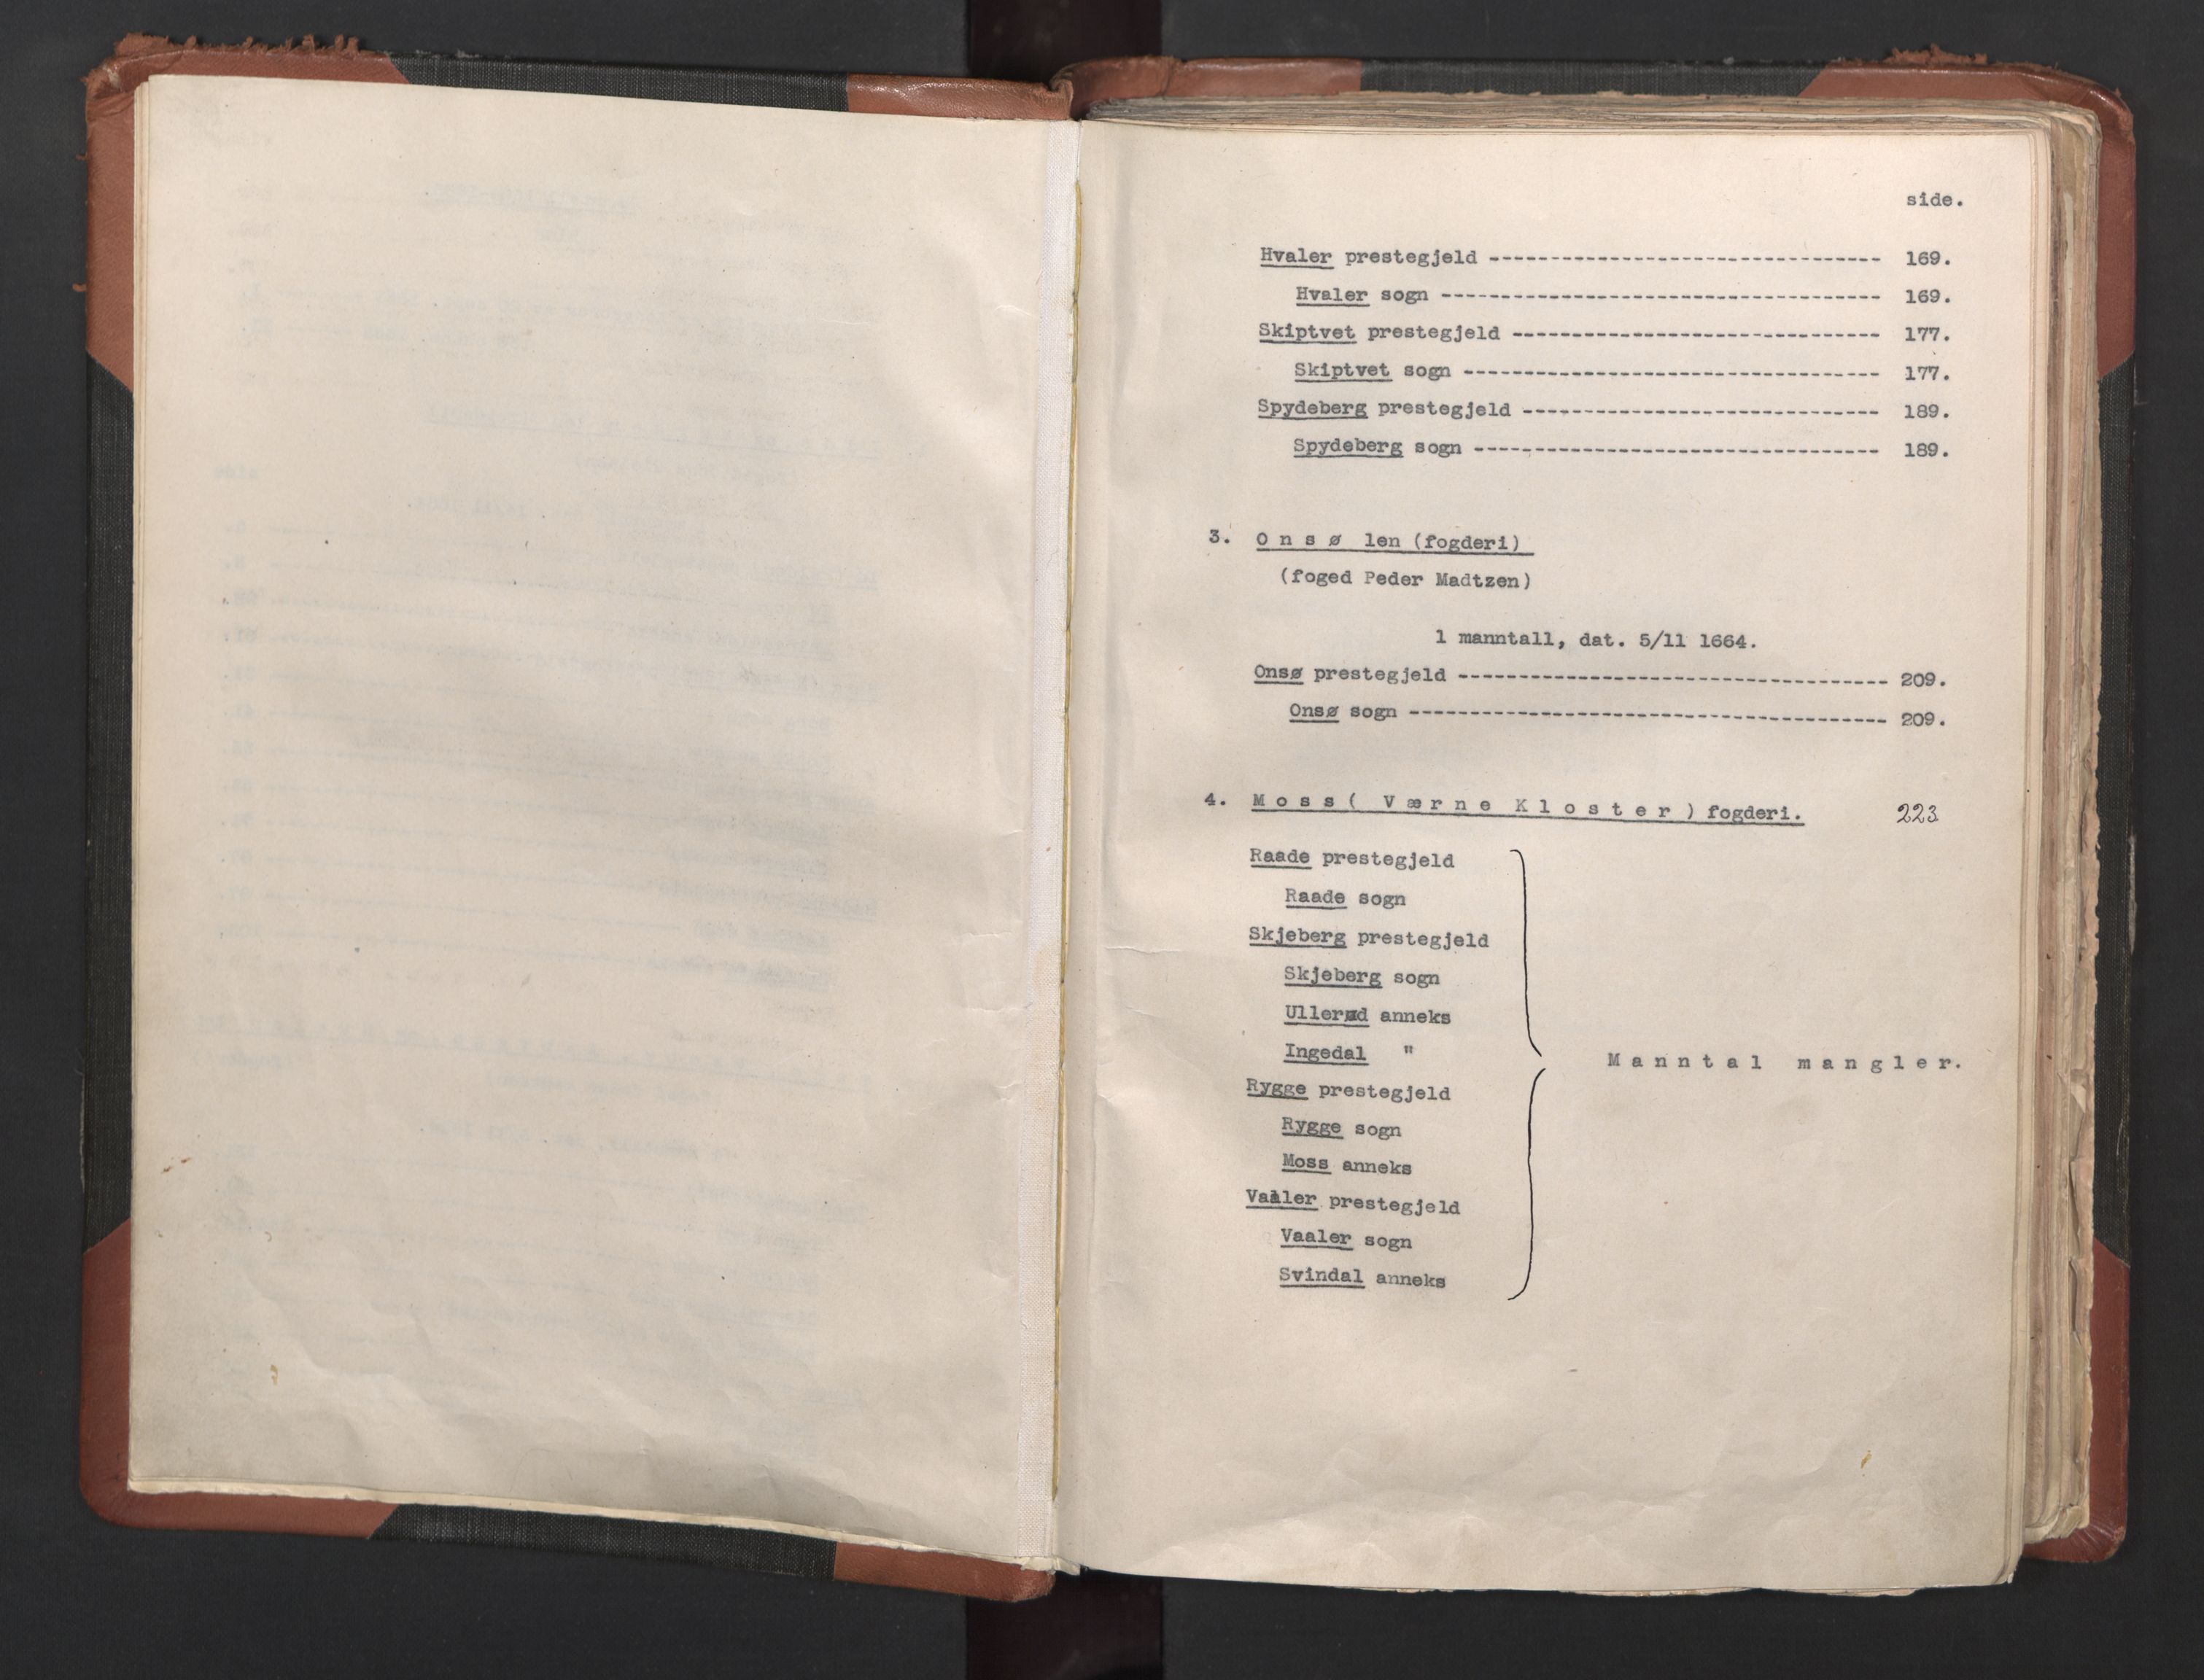 side.
Hvaler prestegjeld --------------------------------- 169.
Hvaler sogn ------------------------------------- 169.
Skiptvet prestegjeld ------------------------------- 177.
Skiptvet sogn ----------------------------------- 177.
Spydeberg prestegjeld ------------------------------ 189.
Spydeberg sogn ---------------------------------- 189.
3. O n s ø len (fogderi)
(foged Peder Madtzen)
1 manntall, dat. 5/11 1664.
Onsø prestegjeld ------------------------------------ 209.
Onsø sogn ---------------------------------------- 209.
4. M o s s ( V æ r n e K l o s t e r ) fogderi. 223
Raade prestegjeld
Raade sogn
Skjeberg prestegjeld
Skjeberg sogn
Ullerød anneks
Ingedal "
M a n n t a l m a n g l e r.
Rygge prestegjeld
Rygge sogn
Moss anneks
Vaaler prestegjeld
Vaaler sogn
Svindal anneks